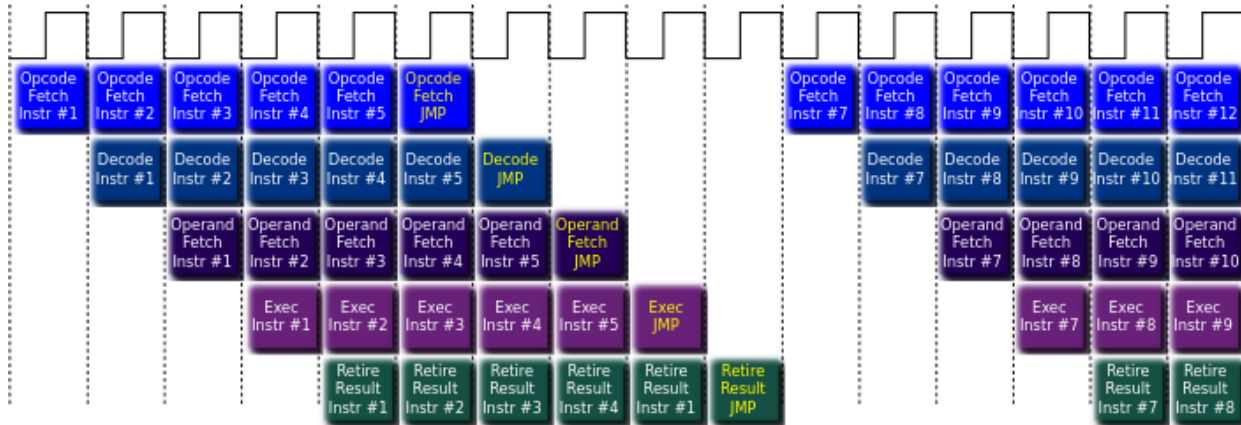 Opcode Fetch Instr #1
Opcode Fetch Instr #2
Opcode Fetch Instr #3
Opcode Fetch Instr #4
Opcode Fetch Instr #5
Opcode Fetch JMP
Opcode Fetch Instr #7
Opcode Fetch Instr #8
Opcode Fetch Instr #9
Opcode Fetch Instr #10
Opcode Fetch Instr #11
Opcode Fetch Instr #12
Decode Instr #1
Decode Instr #2
Decode Instr #3
Decode Instr #4
Decode Instr #5
Decode JMP
Decode Instr #7
Decode Instr #8
Decode Instr #9
Decode Instr #10
Decode Instr #11
Operand Fetch Instr #1
Operand Fetch Instr #2
Operand Fetch Instr #3
Operand Fetch Instr #4
Operand Fetch Instr #5
Operand Fetch JMP
Operand Fetch Instr #7
Operand Fetch Instr #8
Operand Fetch Instr #9
Operand Fetch Instr #10
Exec Instr #1
Exec Instr #2
Exec Instr #3
Exec Instr #4
Exec Instr #5
Exec JMP
Exec Instr #7
Exec Instr #8
Exec Instr #9
Retire Result Instr #1
Retire Result Instr #2
Retire Result Instr #3
Retire Result Instr #4
Retire Result Instr #1
Retire Result JMP
Retire Result Instr #7
Retire Result Instr #8